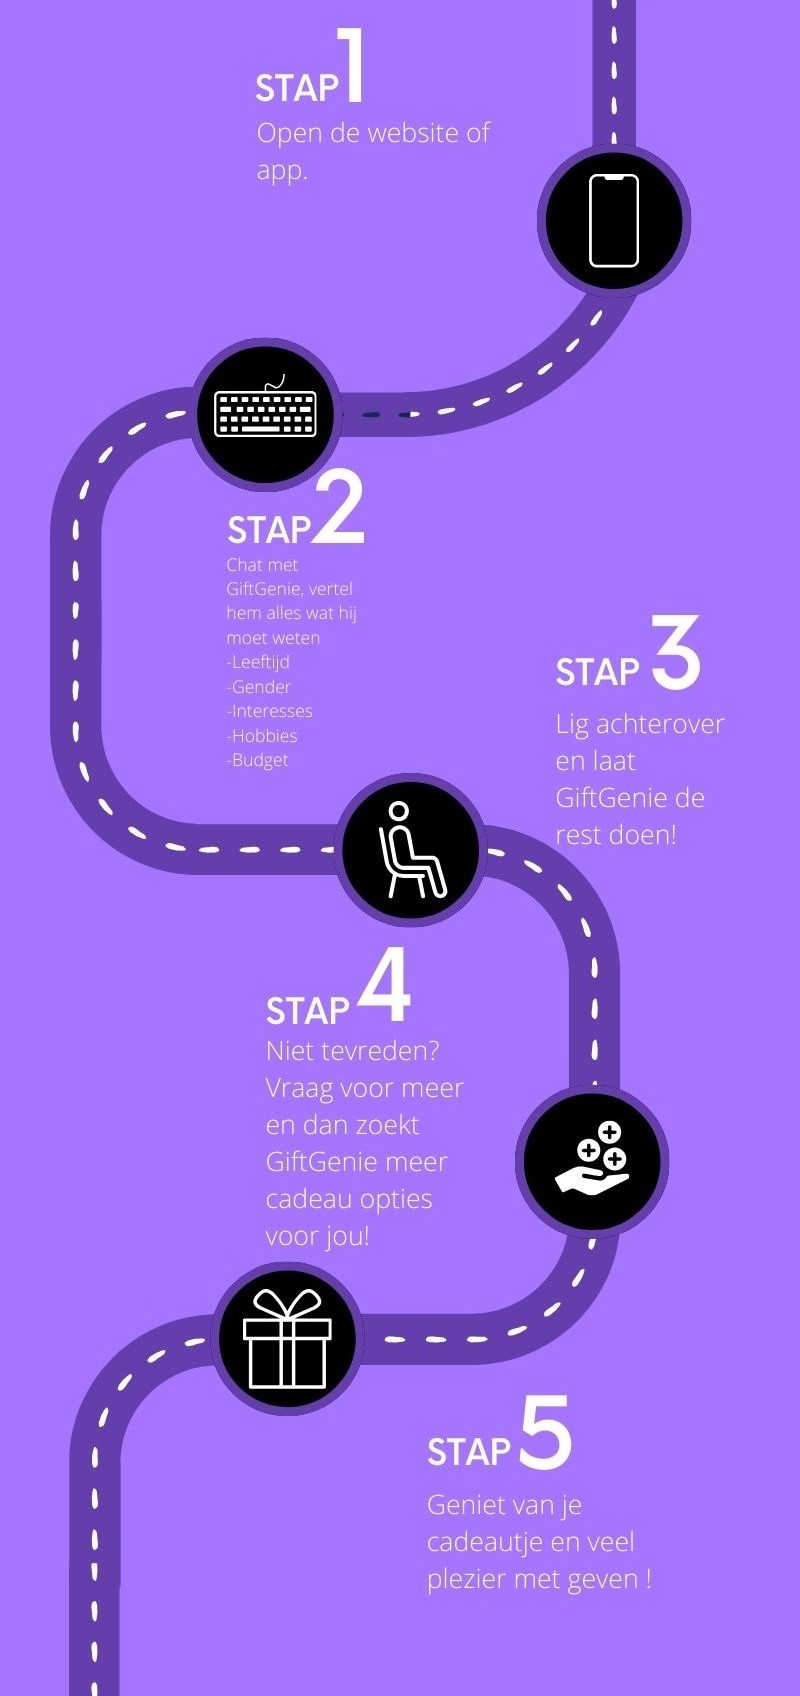 STAP 1
Open de website of
app.
STAP 2
Chat met
GiftGenie, vertel
hem alles wat hij
moet weten
-Leeftijd
-Gender
-Interesses
-Hobbies
-Budget
STAP 3
Lig achterover
en laat
GiftGenie de
rest doen!
STAP 4
Niet tevreden?
Vraag voor meer
en dan zoekt
GiftGenie meer
cadeau opties
voor jou!
STAP 5
Geniet van je
cadeautje en veel
plezier met geven !